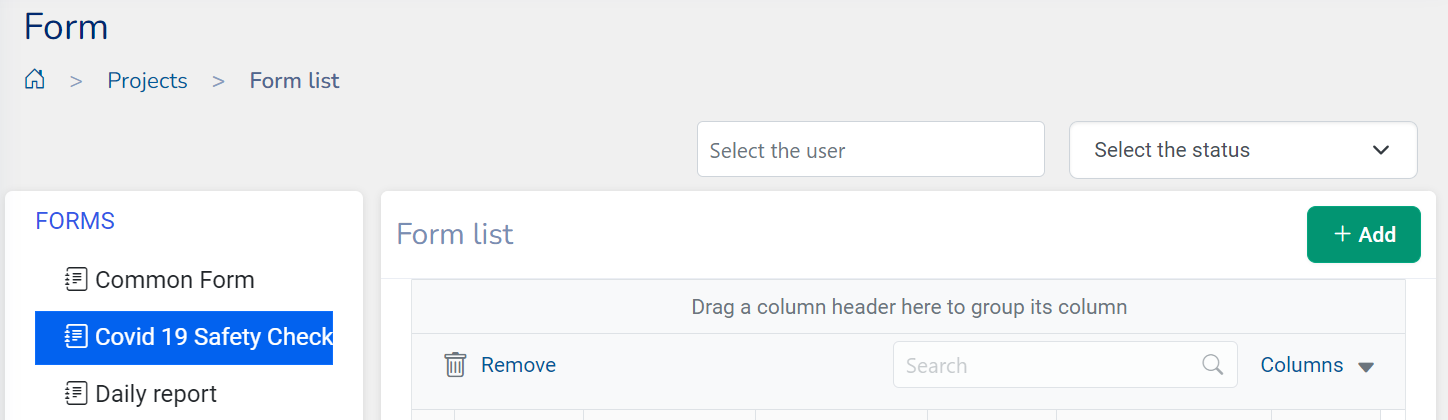 Form
> Projects > Form list
Select the user
Select the status
FORMS
Common Form
Covid 19 Safety Check
Daily report
Form list
+ Add
Drag a column header here to group its column
Remove
Search
Columns